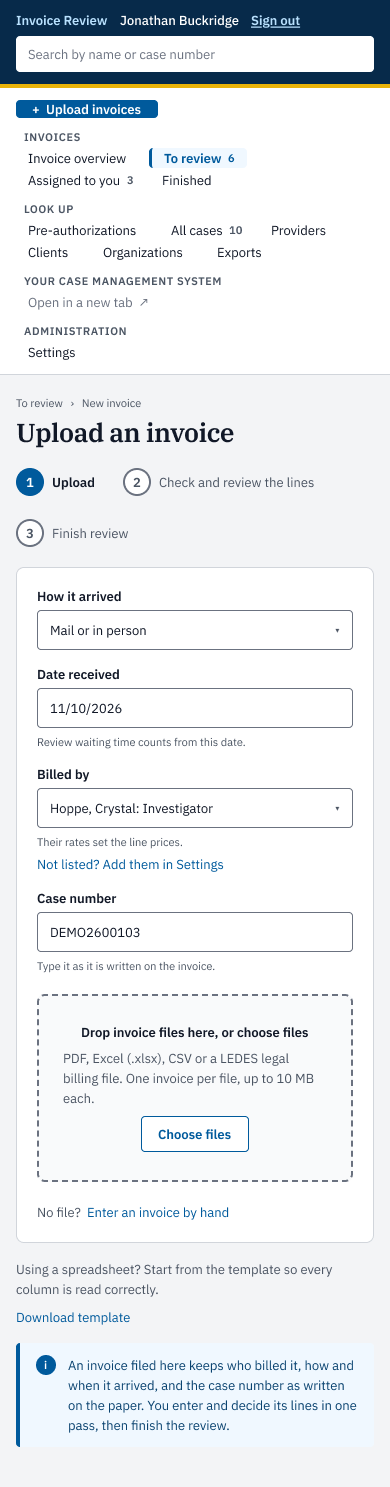 Invoice Review Jonathan Buckridge Sign out
Search by name or case number
+ Upload invoices
INVOICES
Invoice overview To review 6
Assigned to you 3 Finished
LOOK UP
Pre-authorizations All cases 10 Providers
Clients Organizations Exports
YOUR CASE MANAGEMENT SYSTEM
Open in a new tab ↗
ADMINISTRATION
Settings
To review › New invoice
Upload an invoice
1 Upload 2 Check and review the lines
3 Finish review
How it arrived
Mail or in person
Date received
11/10/2026
Review waiting time counts from this date.
Billed by
Hoppe, Crystal: Investigator
Their rates set the line prices.
Not listed? Add them in Settings
Case number
DEMO2600103
Type it as it is written on the invoice.
Drop invoice files here, or choose files
PDF, Excel (.xlsx), CSV or a LEDES legal
billing file. One invoice per file, up to 10 MB
each.
Choose files
No file? Enter an invoice by hand
Using a spreadsheet? Start from the template so every
column is read correctly.
Download template
i An invoice filed here keeps who billed it, how and
when it arrived, and the case number as written
on the paper. You enter and decide its lines in one
pass, then finish the review.